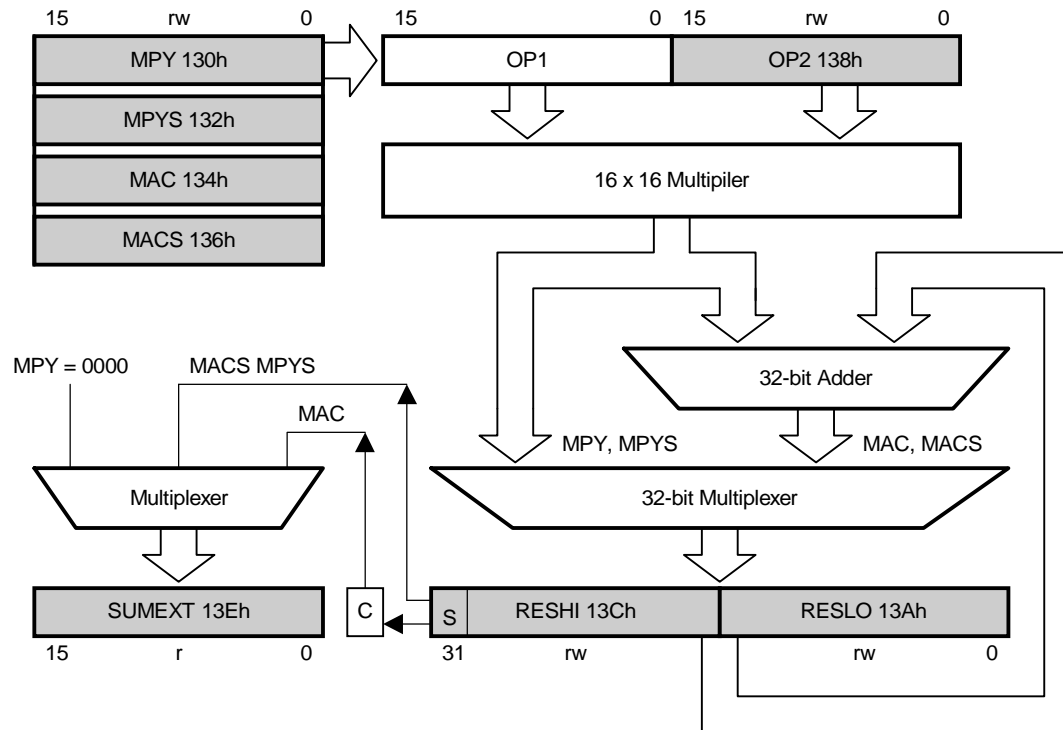 15 rw 0
15 0 15 rw 0
MPY 130h
OP1
OP2 138h
MPYS 132h
MAC 134h
16 x 16 Multipiler
MACS 136h
MPY = 0000
MACS MPYS
32-bit Adder
MAC
MPY, MPYS
MAC, MACS
Multiplexer
32-bit Multiplexer
SUMEXT 13Eh
C
S
RESHI 13Ch
RESLO 13Ah
15 r 0
31 rw
rw 0